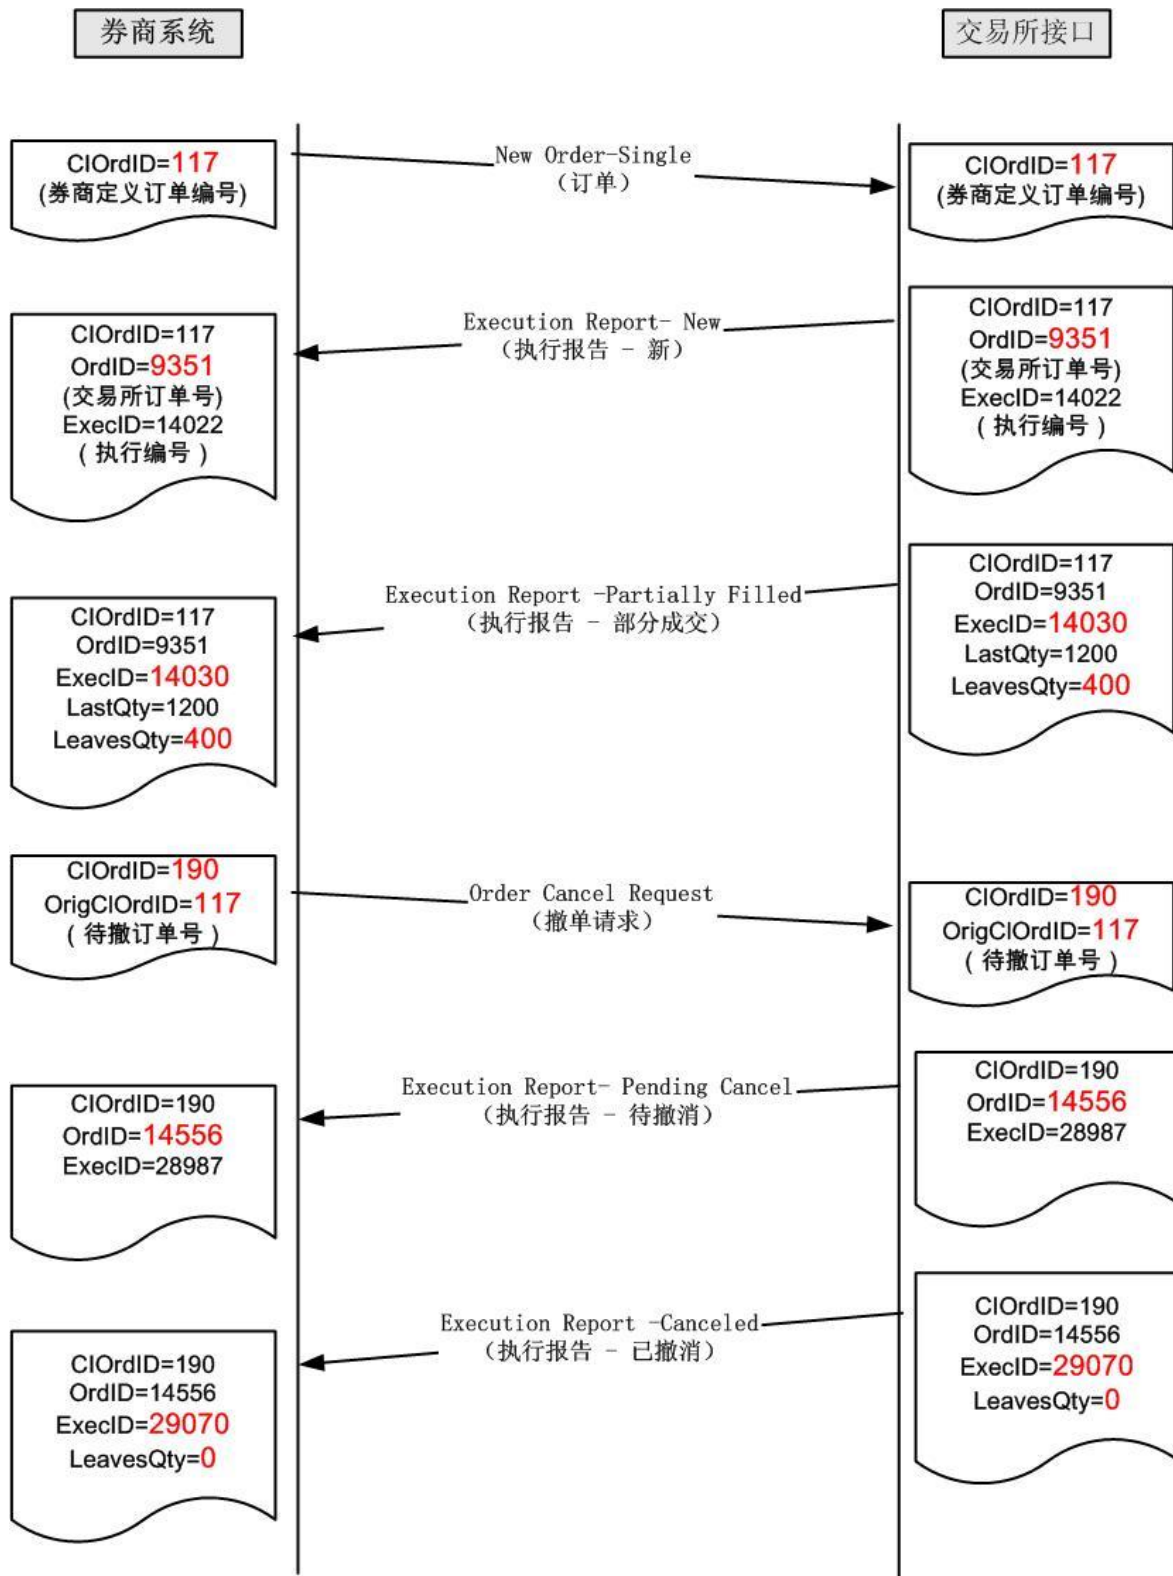 券商系统
交易所接口
ClOrdID=117
(券商定义订单编号)
New Order-Single
（订单）
ClOrdID=117
(券商定义订单编号)
ClOrdID=117
OrdID=9351
(交易所订单号)
ExecID=14022
( 执行编号 )
Execution Report- New
（执行报告 - 新）
ClOrdID=117
OrdID=9351
(交易所订单号)
ExecID=14022
( 执行编号 )
ClOrdID=117
OrdID=9351
ExecID=14030
LastQty=1200
LeavesQty=400
Execution Report -Partially Filled
（执行报告 - 部分成交）
ClOrdID=117
OrdID=9351
ExecID=14030
LastQty=1200
LeavesQty=400
ClOrdID=190
OrigClOrdID=117
( 待撤订单号 )
Order Cancel Request
（撤单请求）
ClOrdID=190
OrigClOrdID=117
( 待撤订单号 )
ClOrdID=190
OrdID=14556
ExecID=28987
Execution Report- Pending Cancel
（执行报告 - 待撤消）
ClOrdID=190
OrdID=14556
ExecID=28987
ClOrdID=190
OrdID=14556
ExecID=29070
LeavesQty=0
Execution Report -Canceled
（执行报告 - 已撤消）
ClOrdID=190
OrdID=14556
ExecID=29070
LeavesQty=0